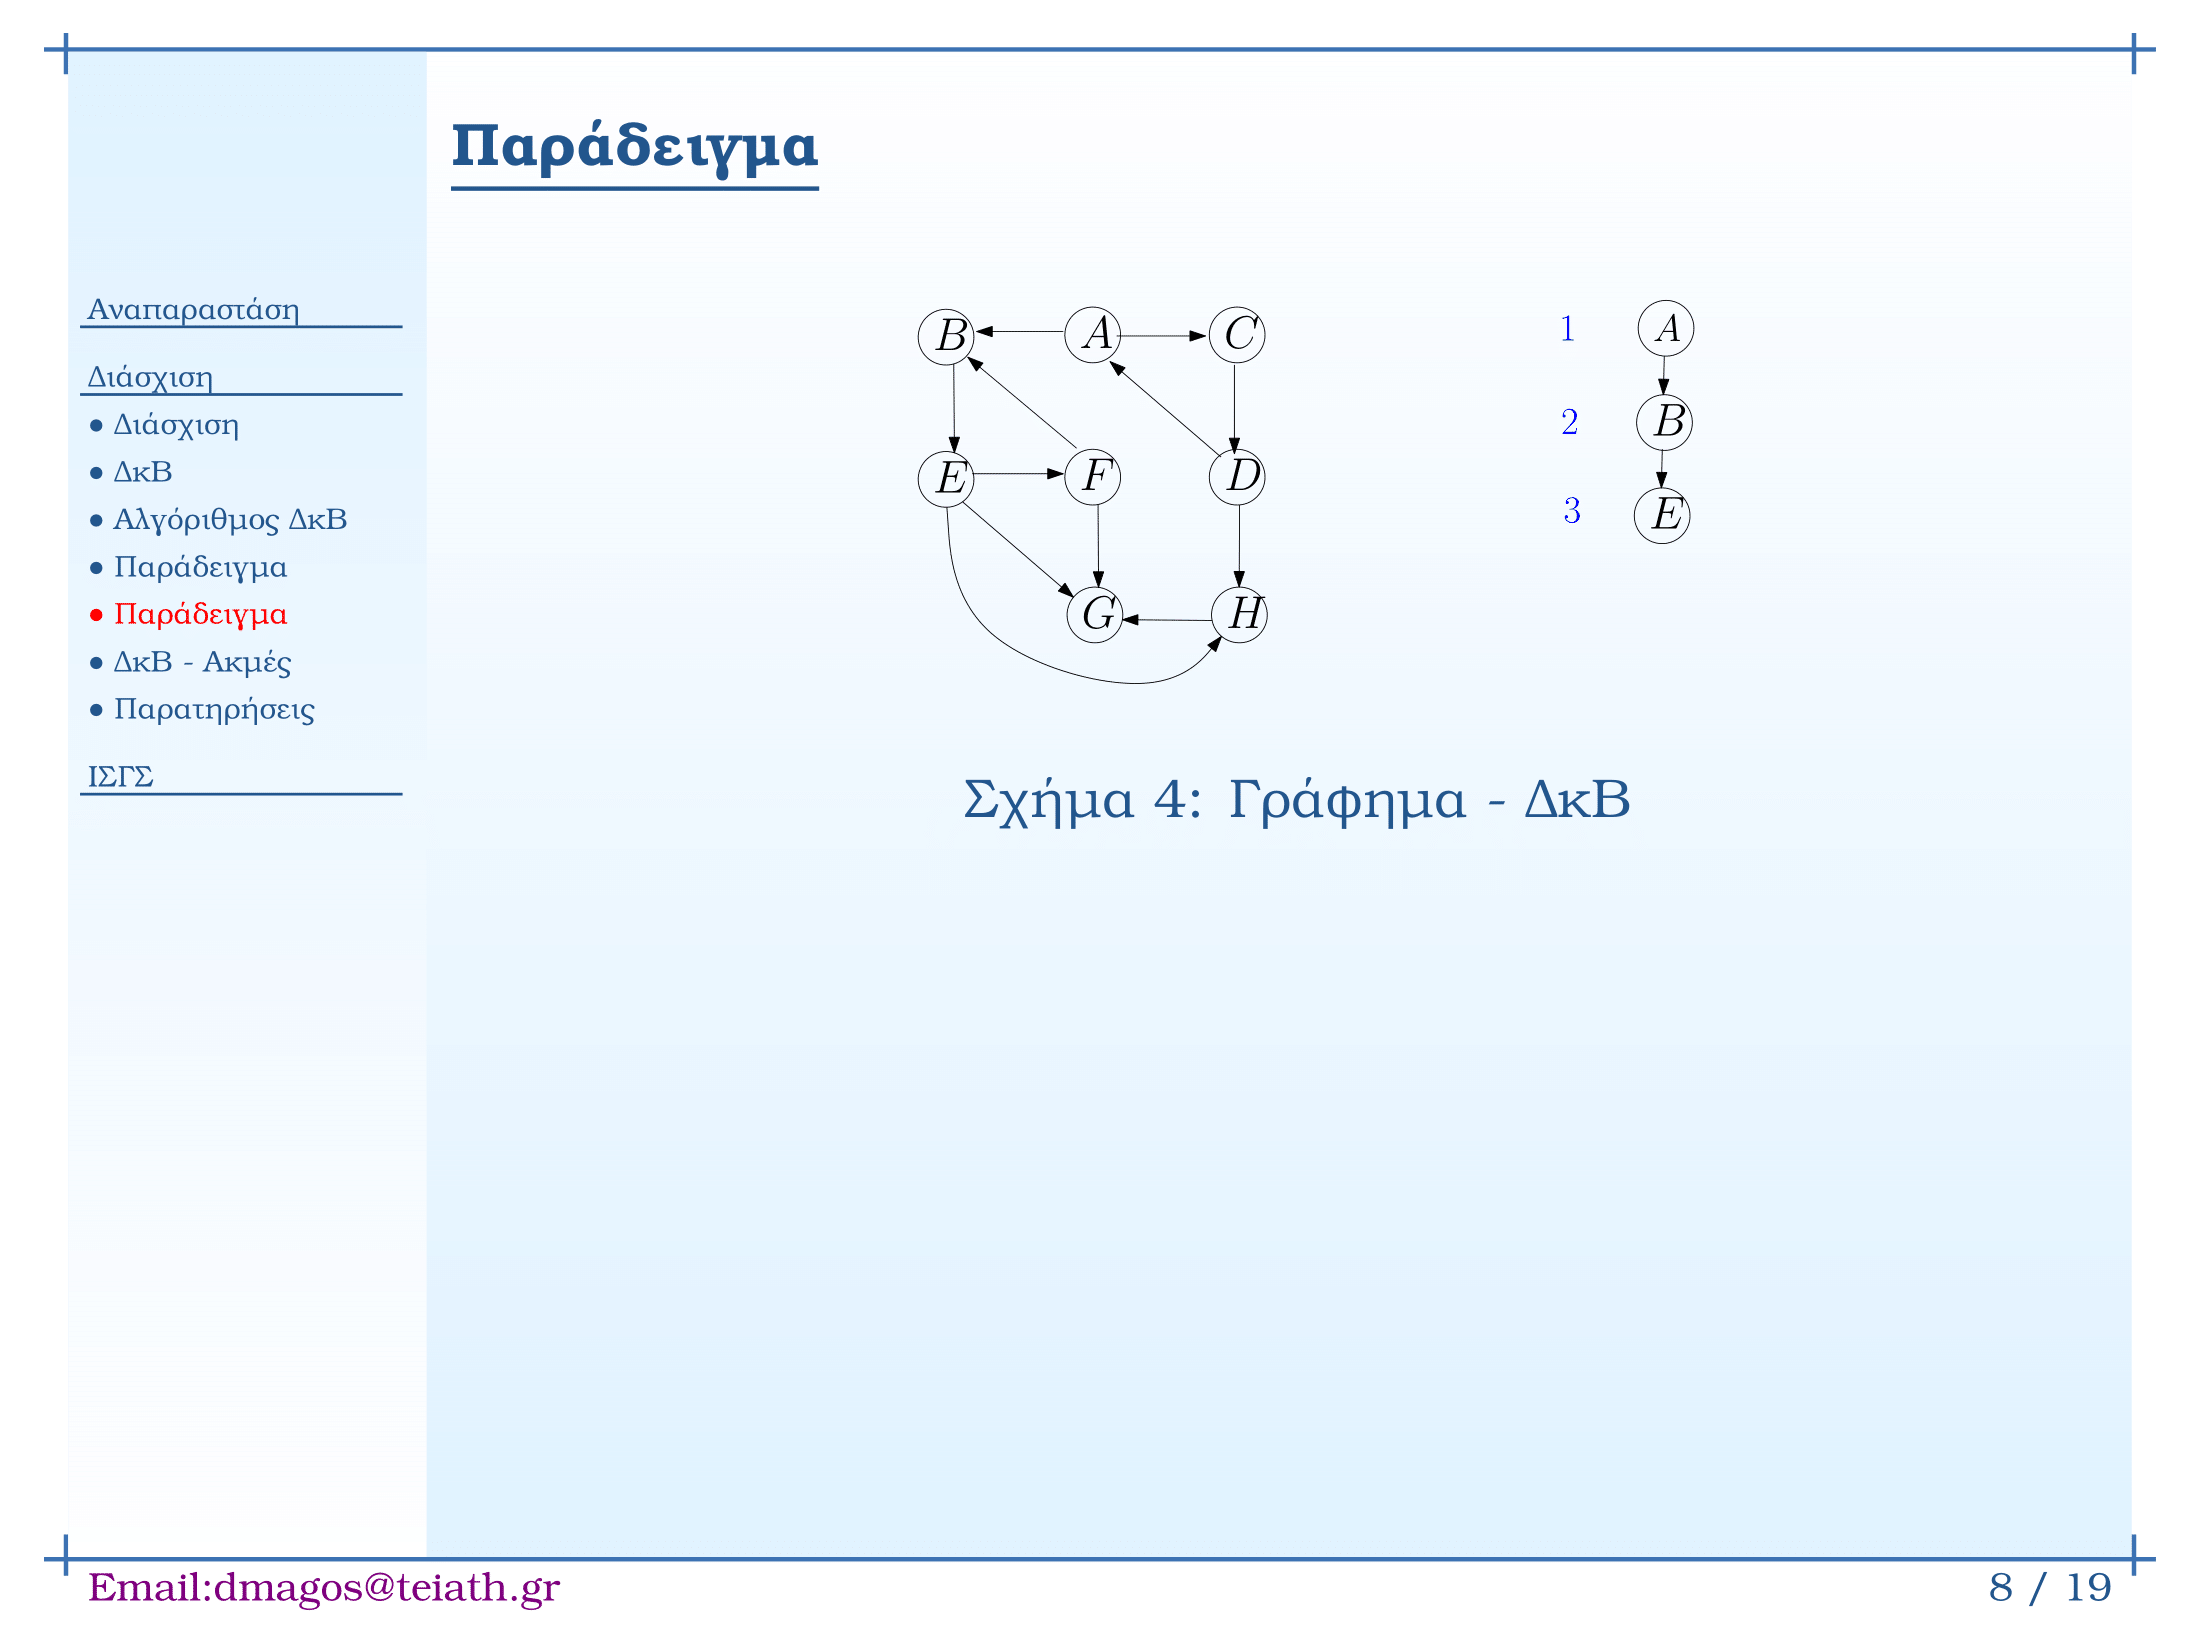 Παράδειγμα
Αναπαραστάση
Διάσχιση
● Διάσχιση
● ΔκΒ
● Αλγόριθμος ΔκΒ
● Παράδειγμα
● Παράδειγμα
● ΔκΒ - Ακμές
● Παρατηρήσεις
ΙΣΓΣ
B A C
E F D
G H
1 A
2 B
3 E
Σχήμα 4: Γράφημα - ΔκΒ
Email:dmagos@teiath.gr
8 / 19